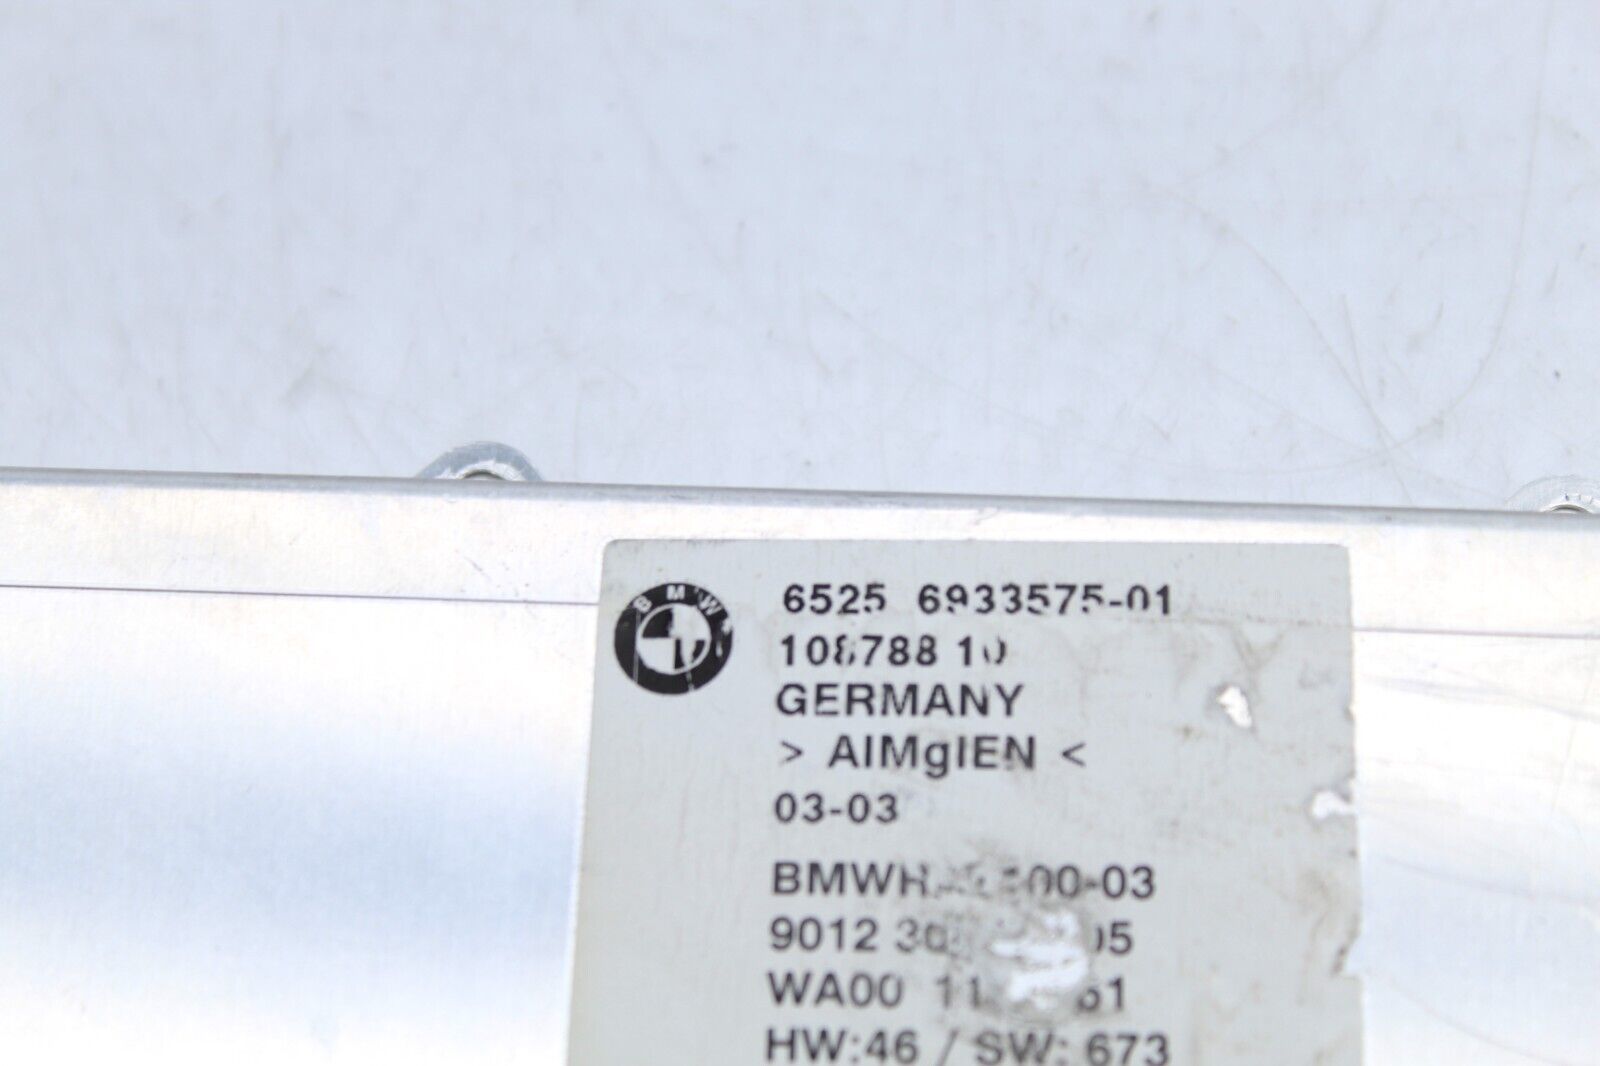 BMW
6525 6933575-01
108788 10
GERMANY
> AlMgIEN <
03-03
9012
WA00
HW:46 / SW: 673